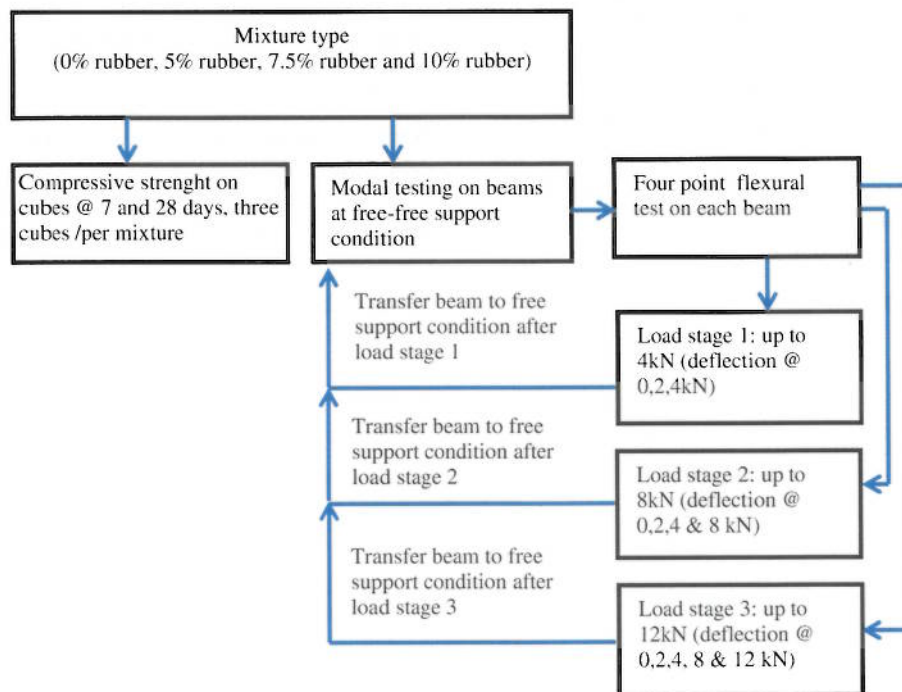 Mixture type
(0% rubber, 5% rubber, 7.5% rubber and 10% rubber)
Compressive strenght on
cubes @ 7 and 28 days, three
cubes /per mixture
Modal testing on beams
at free-free support
condition
Four point flexural
test on each beam
Transfer beam to free
support condition after
load stage 1
Load stage 1: up to
4kN (deflection @
0,2,4kN)
Transfer beam to free
support condition after
load stage 2
Load stage 2: up to
8kN (deflection @
0,2,4 & 8 kN)
Transfer beam to free
support condition after
load stage 3
Load stage 3: up to
12kN (deflection @
0,2,4, 8 & 12 kN)